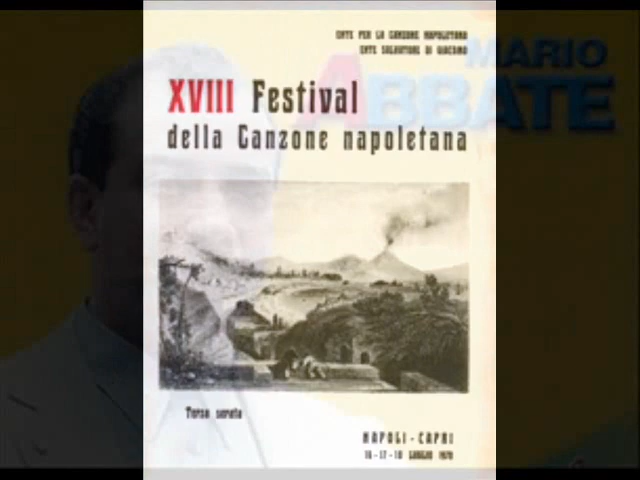 ENTE PER LA CANZONE NAPOLETANA
ENTE SALVATORE DI GIACOMO
MARIO
ABBATE
XVIII Festival
della Canzone napoletana
Terza serata
NAPOLI - CAPRI
16 - 17 - 18 LUGLIO 1970